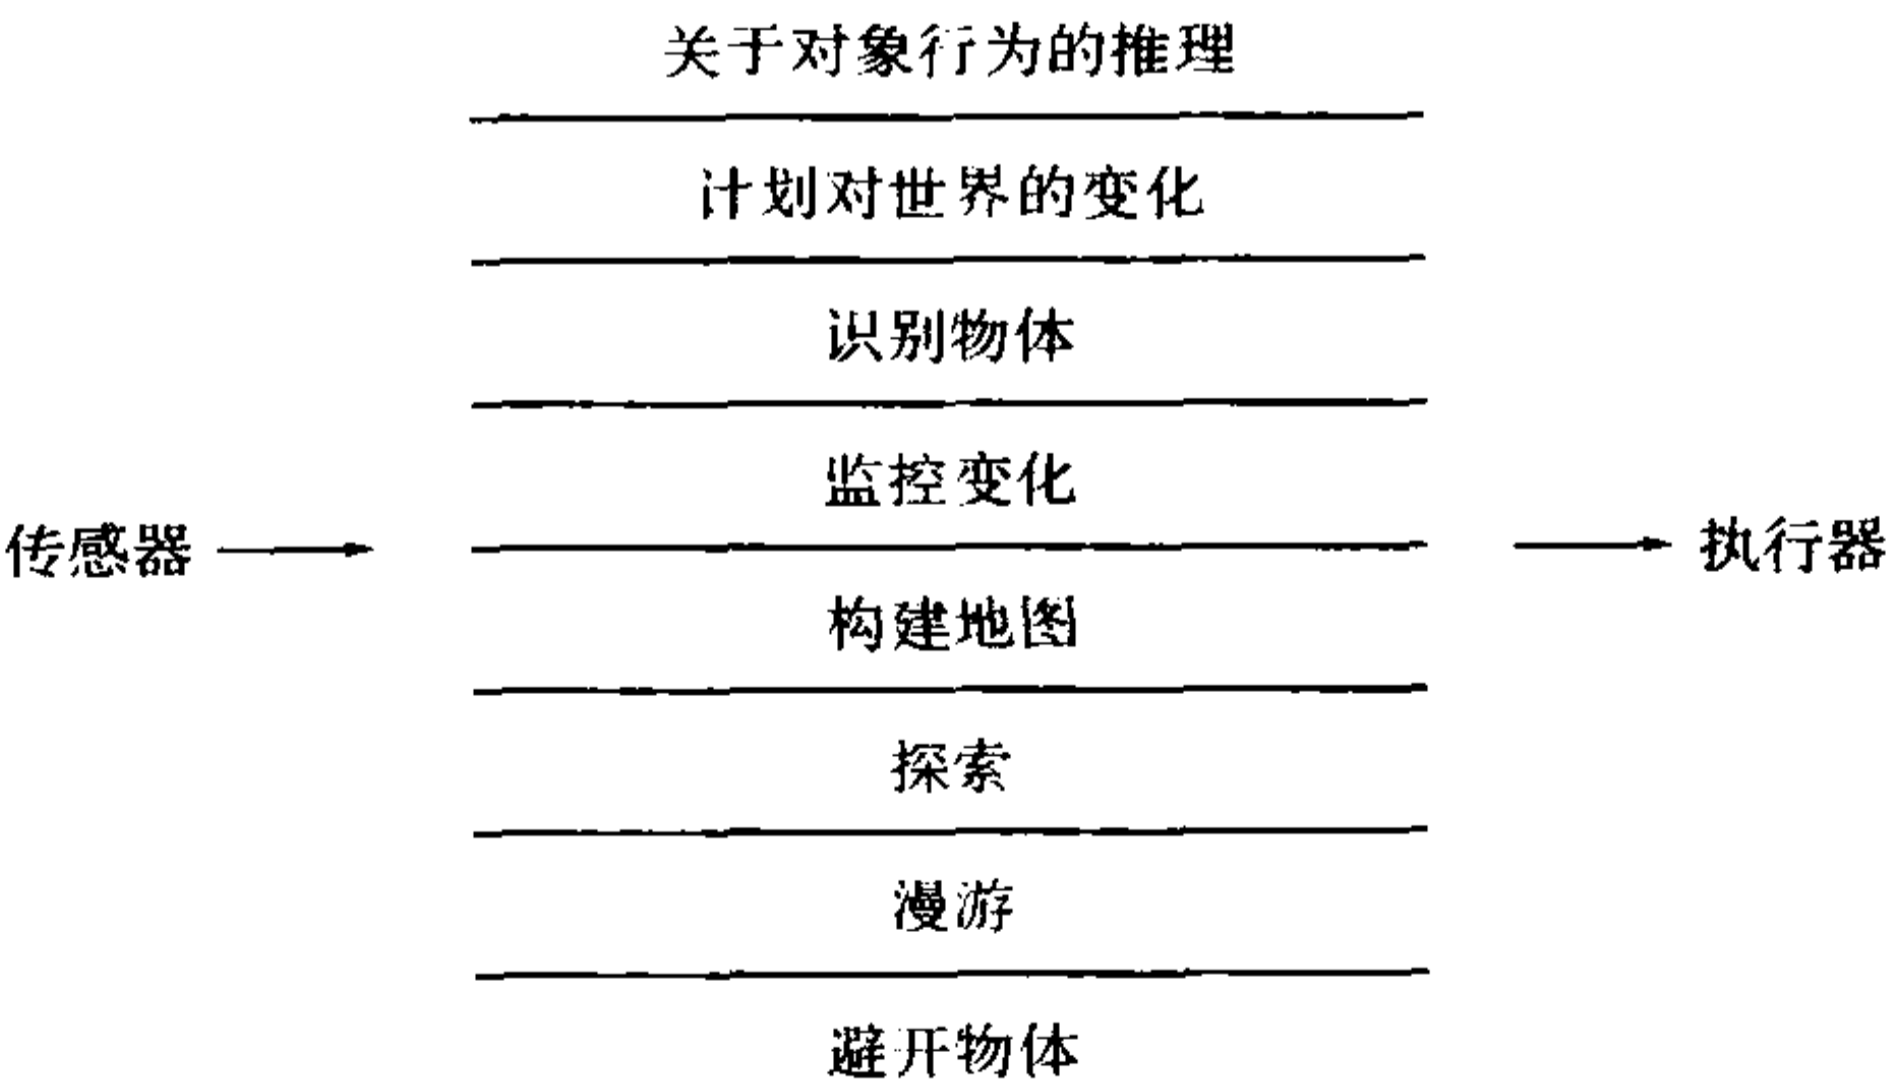 关于对象行为的推理
计划对世界的变化
识别物体
监控变化
传感器
执行器
构建地图
探索
漫游
避开物体